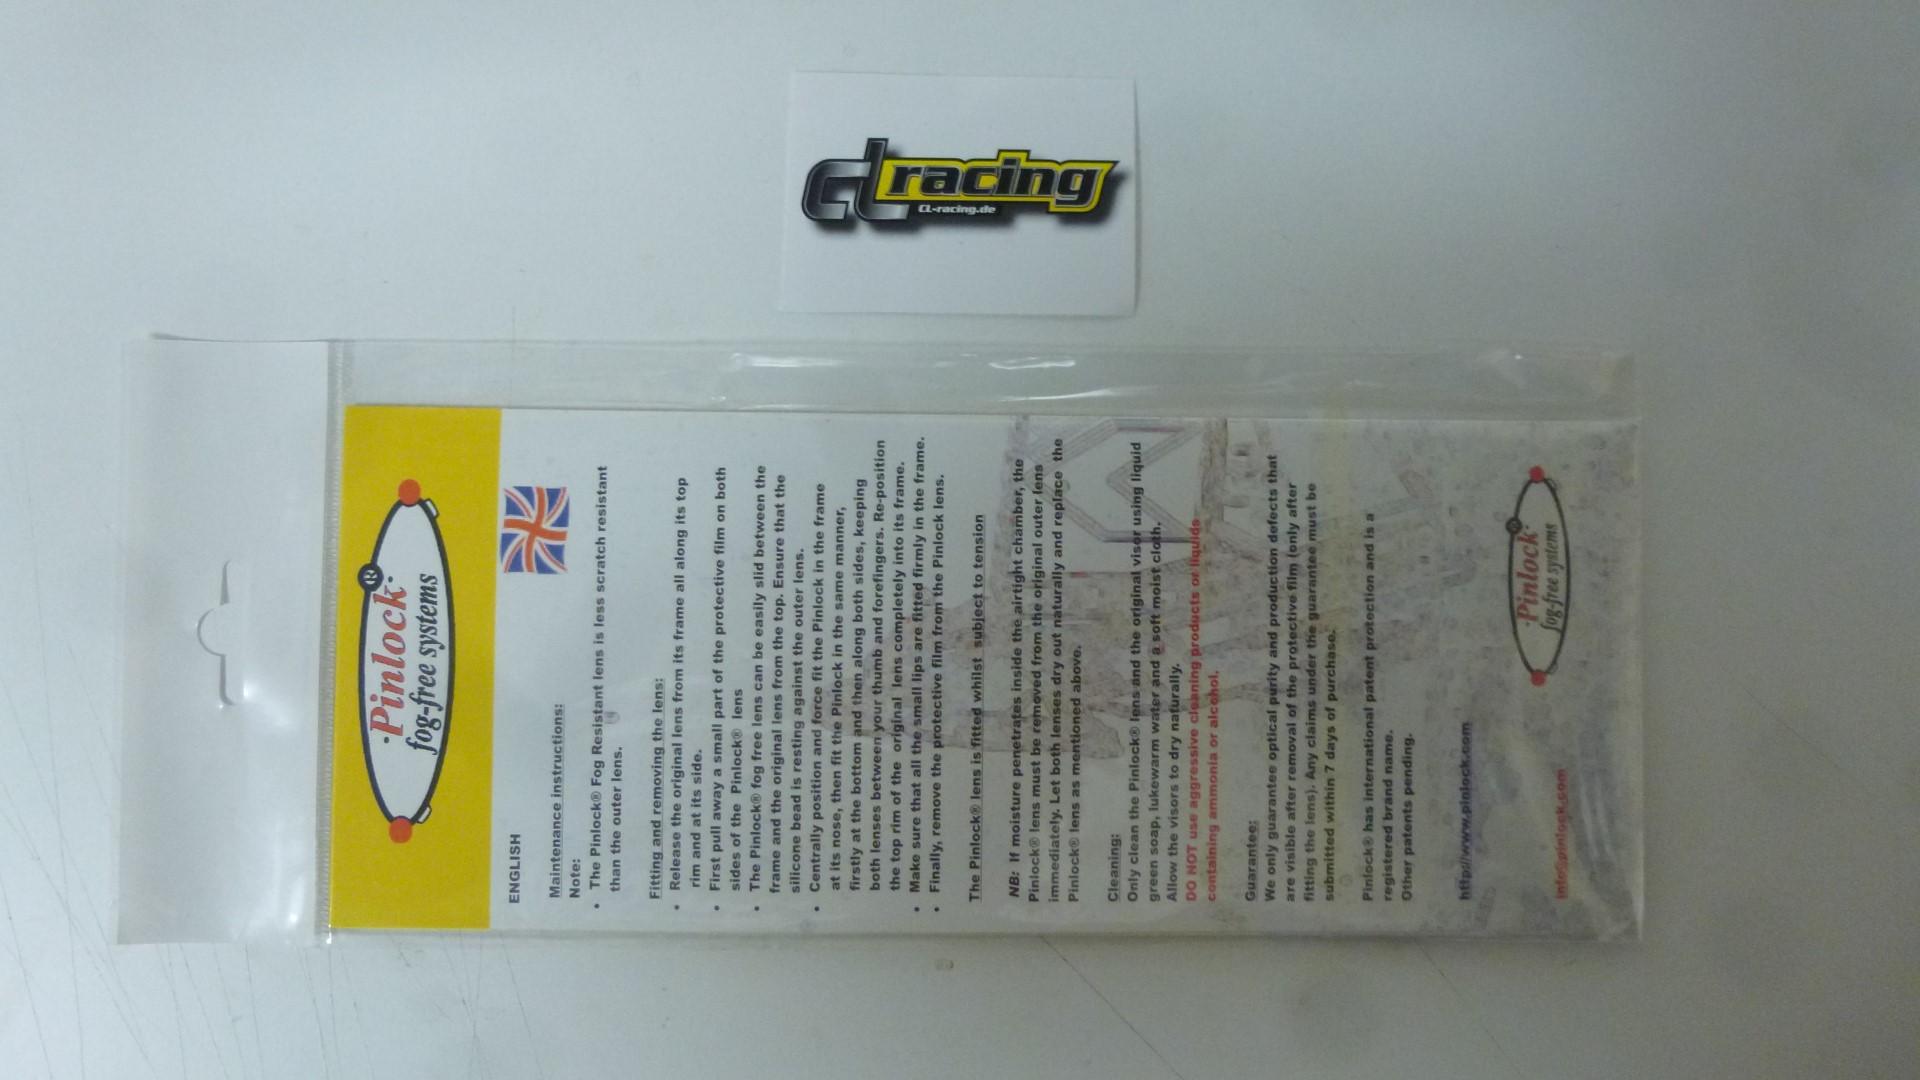 cl racing
CL-racing.de
Pinlock®
fog-free systems
ENGLISH
Maintenance instructions:
Note:
• The Pinlock® Fog Resistant lens is less scratch resistant
than the outer lens.
Fitting and removing the lens:
• Release the original lens from its frame all along its top
rim and at its side.
• First pull away a small part of the protective film on both
sides of the Pinlock® lens
• The Pinlock® fog free lens can be easily slid between the
frame and the original lens from the top. Ensure that the
silicone bead is resting against the outer lens.
• Centrally position and force fit the Pinlock in the frame
at its nose, then fit the Pinlock in the same manner,
firstly at the bottom and then along both sides, keeping
both lenses between your thumb and forefingers. Re-position
the top rim of the original lens completely into its frame.
• Make sure that all the small lips are fitted firmly in the frame.
• Finally, remove the protective film from the Pinlock lens.
The Pinlock® lens is fitted whilst subject to tension
NB: If moisture penetrates inside the airtight chamber, the
Pinlock® lens must be removed from the original outer lens
immediately. Let both lenses dry out naturally and replace the
Pinlock® lens as mentioned above.
Cleaning:
Only clean the Pinlock® lens and the original visor using liquid
green soap, lukewarm water and a soft moist cloth.
Allow the visors to dry naturally.
DO NOT use aggressive cleaning products or liquids
containing ammonia or alcohol.
Guarantee:
We only guarantee optical purity and production defects that
are visible after removal of the protective film (only after
fitting the lens). Any claims under the guarantee must be
submitted within 7 days of purchase.
Pinlock® has international patent protection and is a
registered brand name.
Other patents pending.
http//www.pinlock.com
info@pinlock.com
Pinlock®
fog-free systems